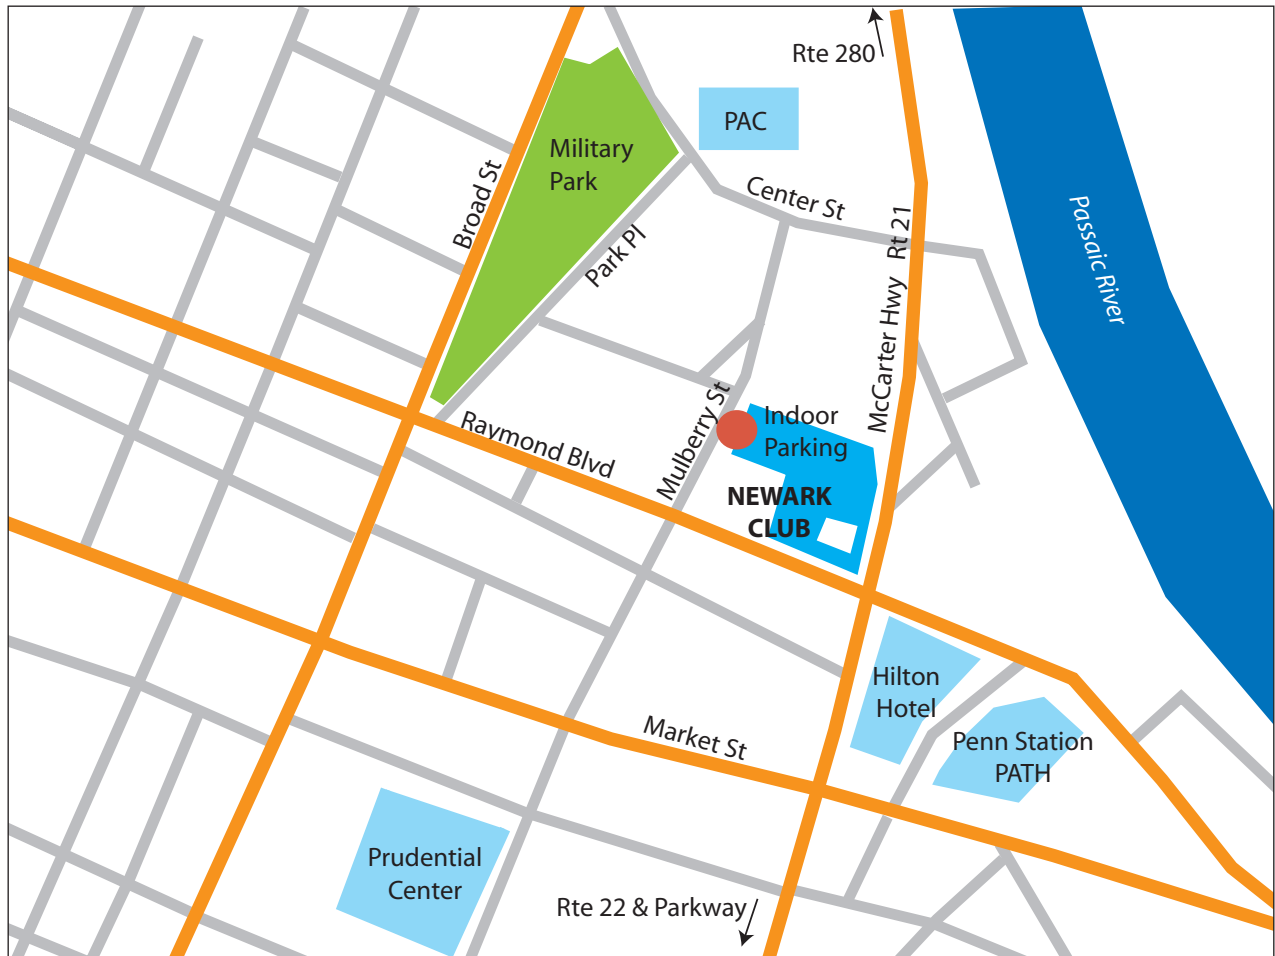 Rte 280
PAC
Military
Park
Broad St
Center St
Park Pl
McCarter Hwy Rt 21
Passaic River
Mulberry St
Indoor
Parking
Raymond Blvd
NEWARK
CLUB
Hilton
Hotel
Market St
Penn Station
PATH
Prudential
Center
Rte 22 & Parkway